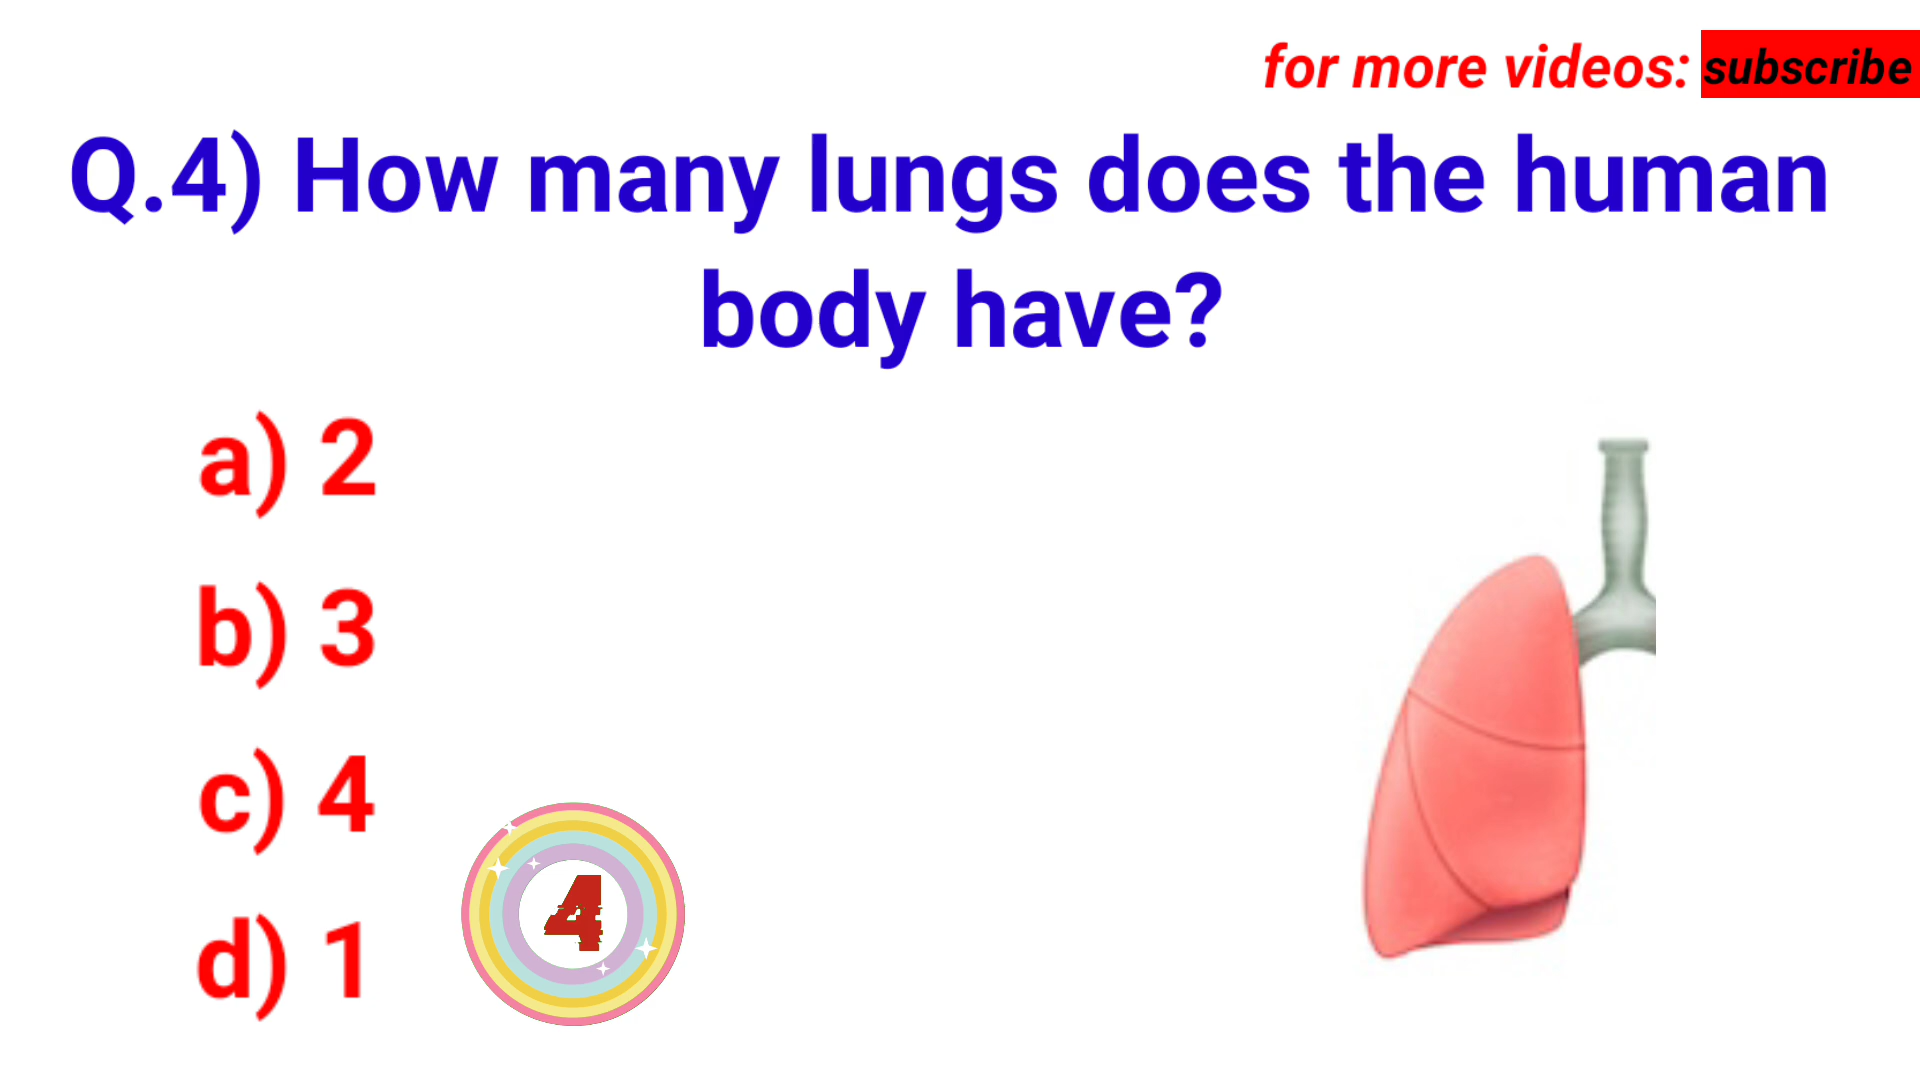 for more videos: subscribe
Q.4) How many lungs does the human
body have?
a) 2
b) 3
c) 4
d) 1
4